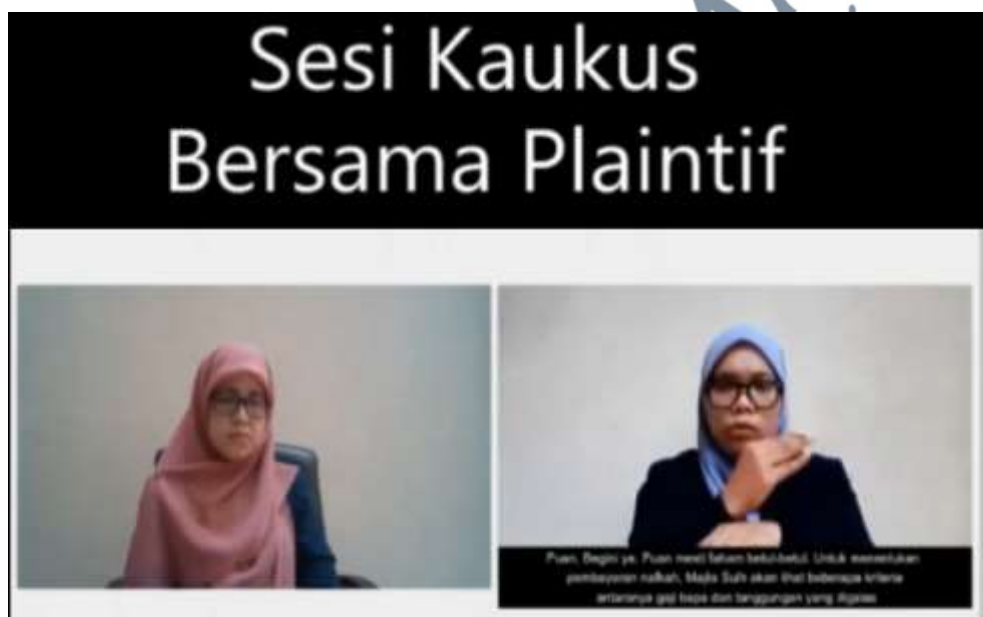 Sesi Kaukus
Bersama Plaintif
Puan, Begini ya. Puan mesti faham betul-betul. Untuk menentukan
pembayaran nafkah, Majlis Sulh akan lihat beberapa kriteria
antaranya gaji bapa dan tanggungan yang digalas